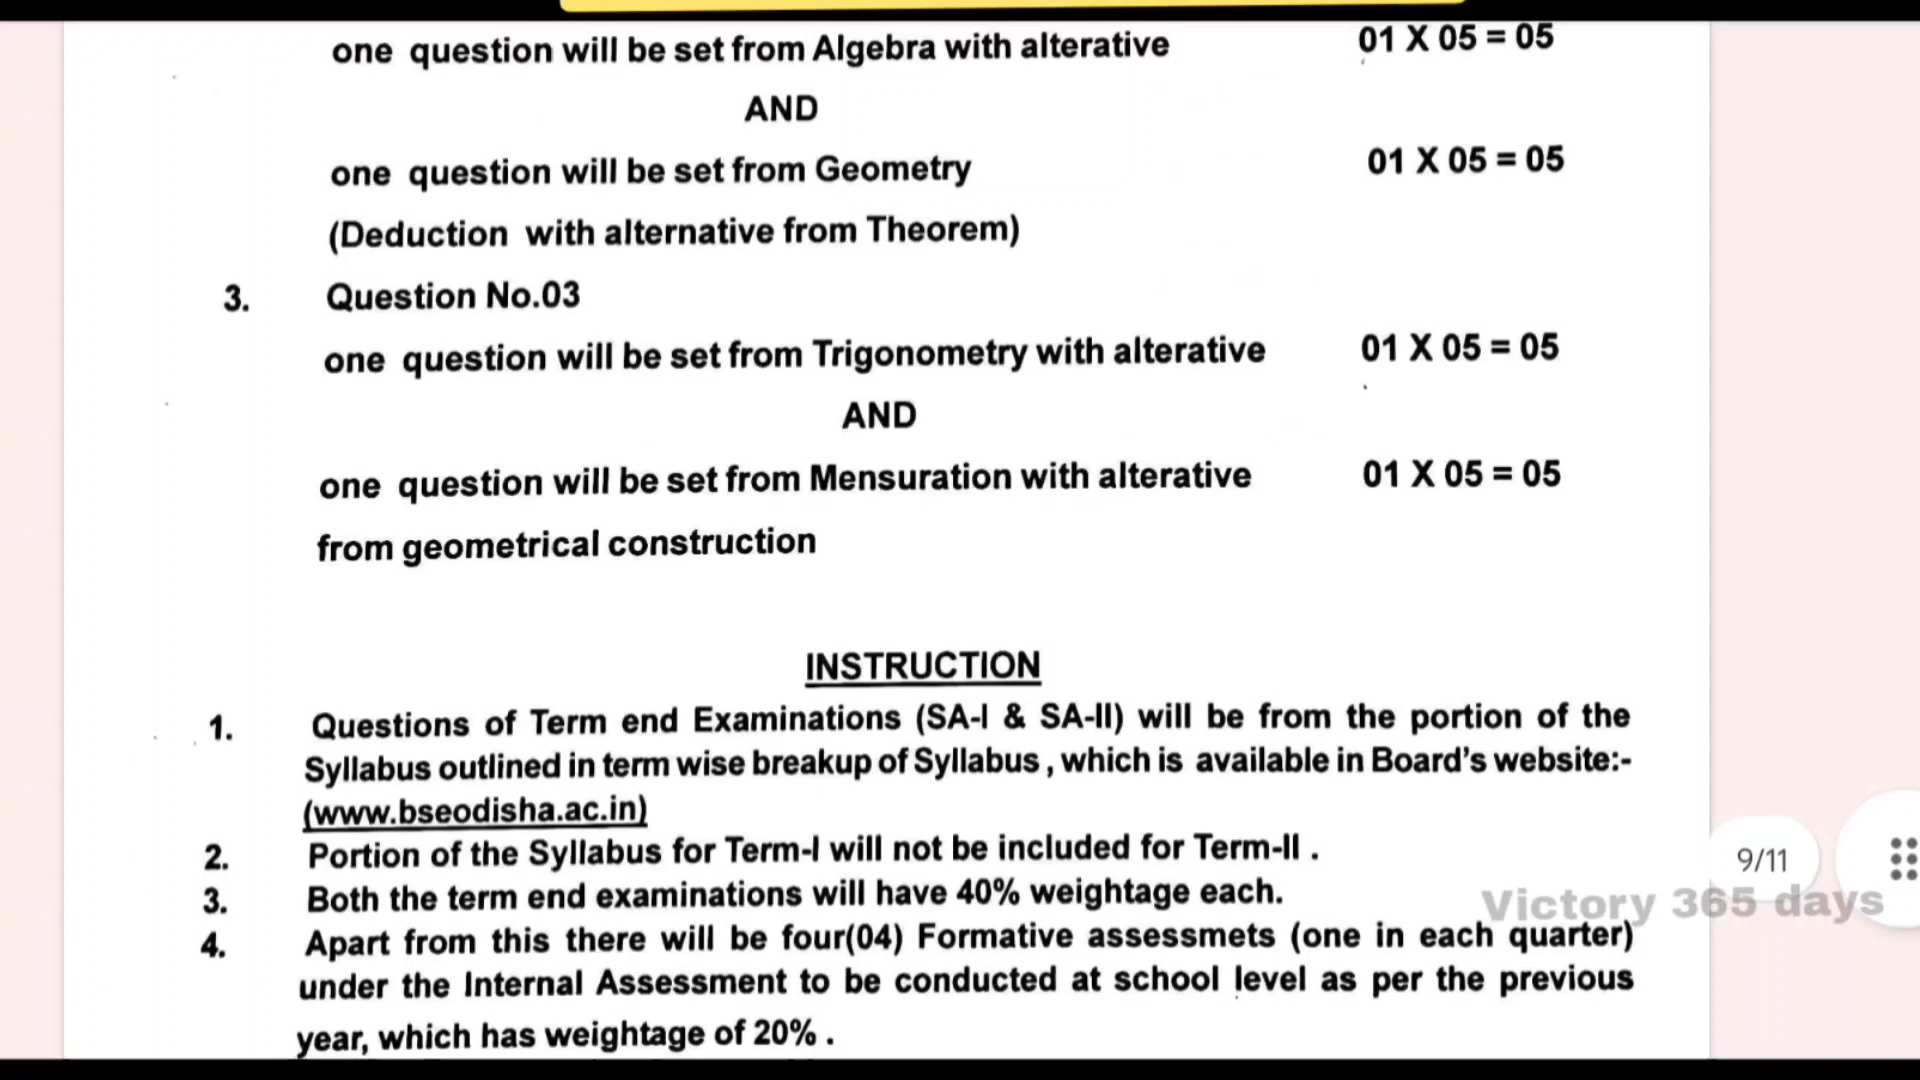 one question will be set from Algebra with alterative 01 X 05 = 05
AND
one question will be set from Geometry 01 X 05 = 05
(Deduction with alternative from Theorem)
3. Question No.03
one question will be set from Trigonometry with alterative 01 X 05 = 05
AND
one question will be set from Mensuration with alterative 01 X 05 = 05
from geometrical construction
INSTRUCTION
1. Questions of Term end Examinations (SA-I & SA-II) will be from the portion of the
Syllabus outlined in term wise breakup of Syllabus , which is available in Board's website:-
(www.bseodisha.ac.in)
2. Portion of the Syllabus for Term-I will not be included for Term-II .
3. Both the term end examinations will have 40% weightage each.
4. Apart from this there will be four(04) Formative assessmets (one in each quarter)
under the Internal Assessment to be conducted at school level as per the previous
year, which has weightage of 20% .
9/11
Victory 365 days